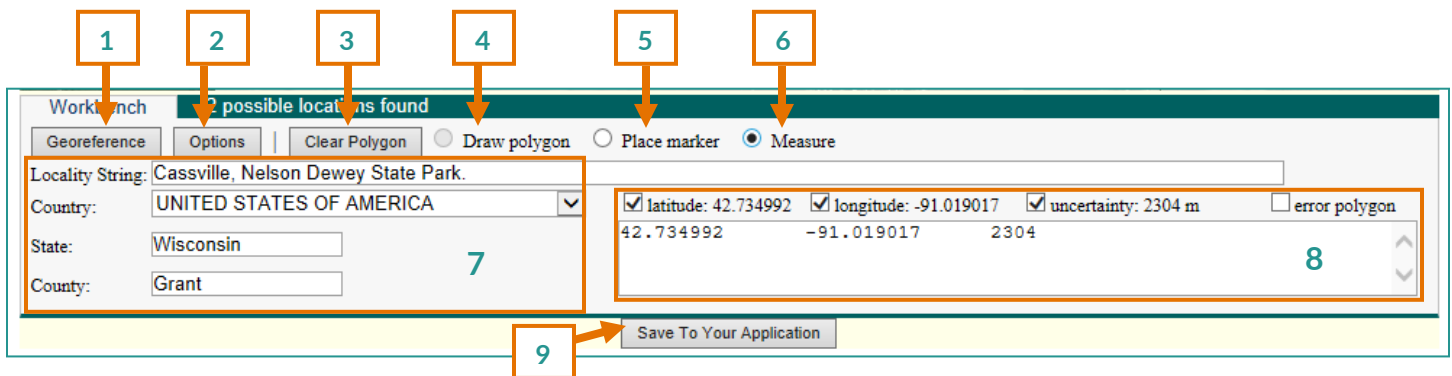 1 2 3 4 5 6
Workbench 2 possible locations found
Georeference Options | Clear Polygon Draw polygon Place marker Measure
Locality String: Cassville, Nelson Dewey State Park.
Country: UNITED STATES OF AMERICA
latitude: 42.734992 longitude: -91.019017 uncertainty: 2304 m error polygon
42.734992 -91.019017 2304
State: Wisconsin
7 8
County: Grant
Save To Your Application
9